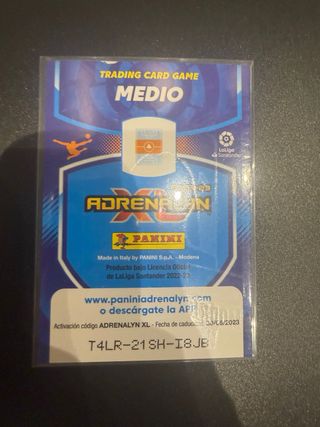 TRADING CARD GAME
MEDIO
LaLiga
Santander
ADRENALYN
XL
PANINI
Made in Italy by PANINI S.p.A. - Modena
Producto bajo Licencia Oficial
de LaLiga Santander 2022-23
www.paniniadrenalyn.com
o descárgate la APP
Activación código ADRENALYN XL - Fecha de caducidad: /2023
T4LR-21SH-I8JB